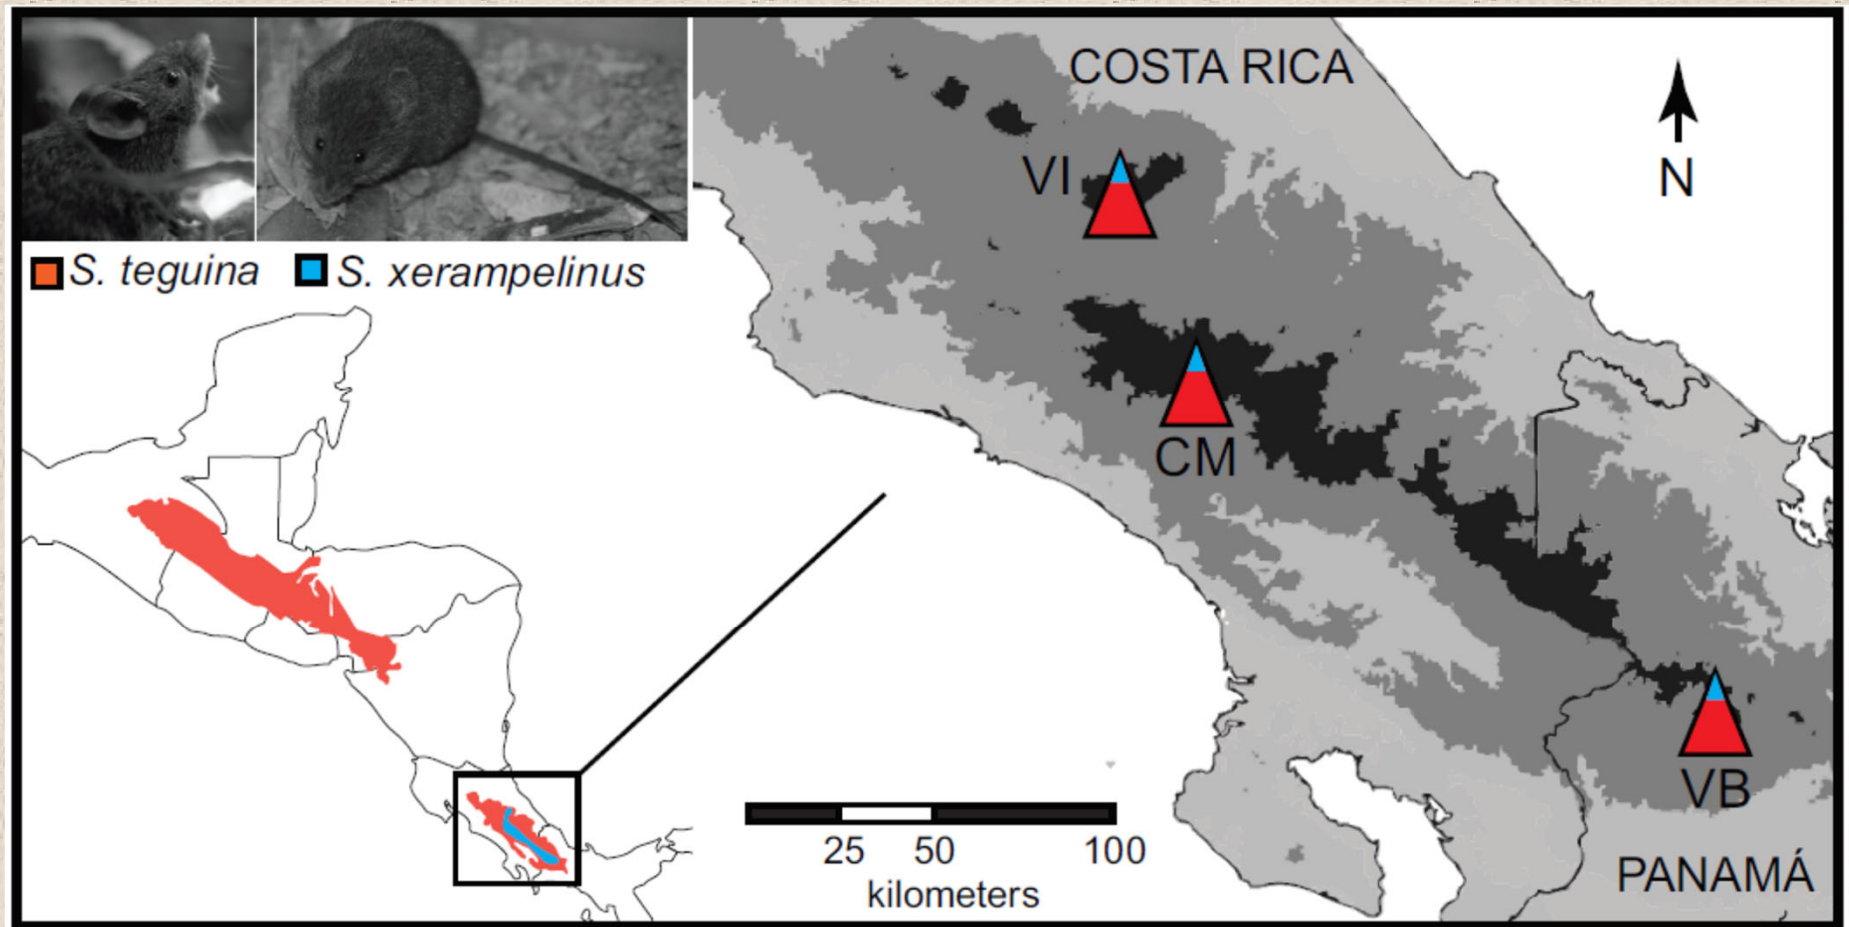 S. teguina
S. xerampelinus
COSTA RICA
N
VI
CM
VB
PANAMÁ
25 50 100
kilometers